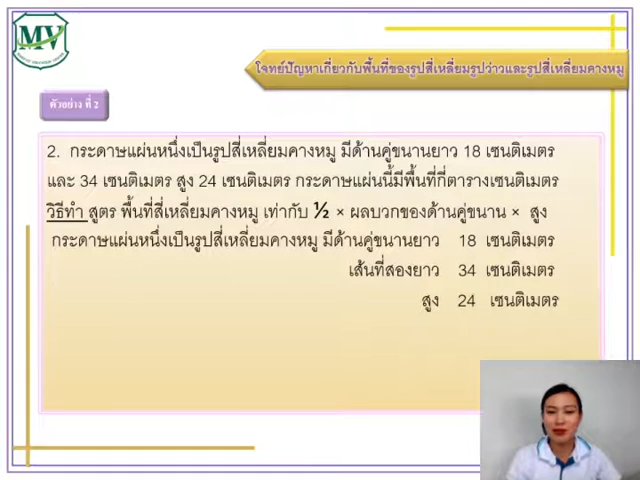 MV
โจทย์ปัญหาเกี่ยวกับพื้นที่ของรูปสี่เหลี่ยมรูปว่าวและรูปสี่เหลี่ยมคางหมู
ตัวอย่าง ที่ 2
2. กระดาษแผ่นหนึ่งเป็นรูปสี่เหลี่ยมคางหมู มีด้านคู่ขนานยาว 18 เซนติเมตร
และ 34 เซนติเมตร สูง 24 เซนติเมตร กระดาษแผ่นนี้มีพื้นที่กี่ตารางเซนติเมตร
วิธีทำ สูตร พื้นที่สี่เหลี่ยมคางหมู เท่ากับ ½ × ผลบวกของด้านคู่ขนาน × สูง
กระดาษแผ่นหนึ่งเป็นรูปสี่เหลี่ยมคางหมู มีด้านคู่ขนานยาว 18 เซนติเมตร
เส้นที่สองยาว 34 เซนติเมตร
สูง 24 เซนติเมตร